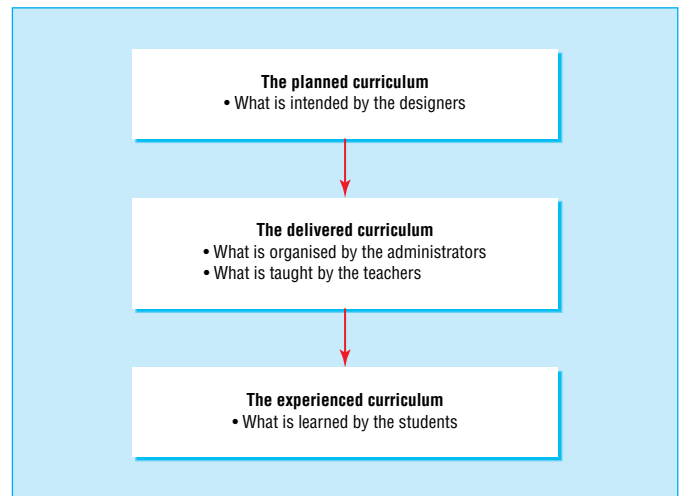 The planned curriculum
• What is intended by the designers
The delivered curriculum
• What is organised by the administrators
• What is taught by the teachers
The experienced curriculum
• What is learned by the students